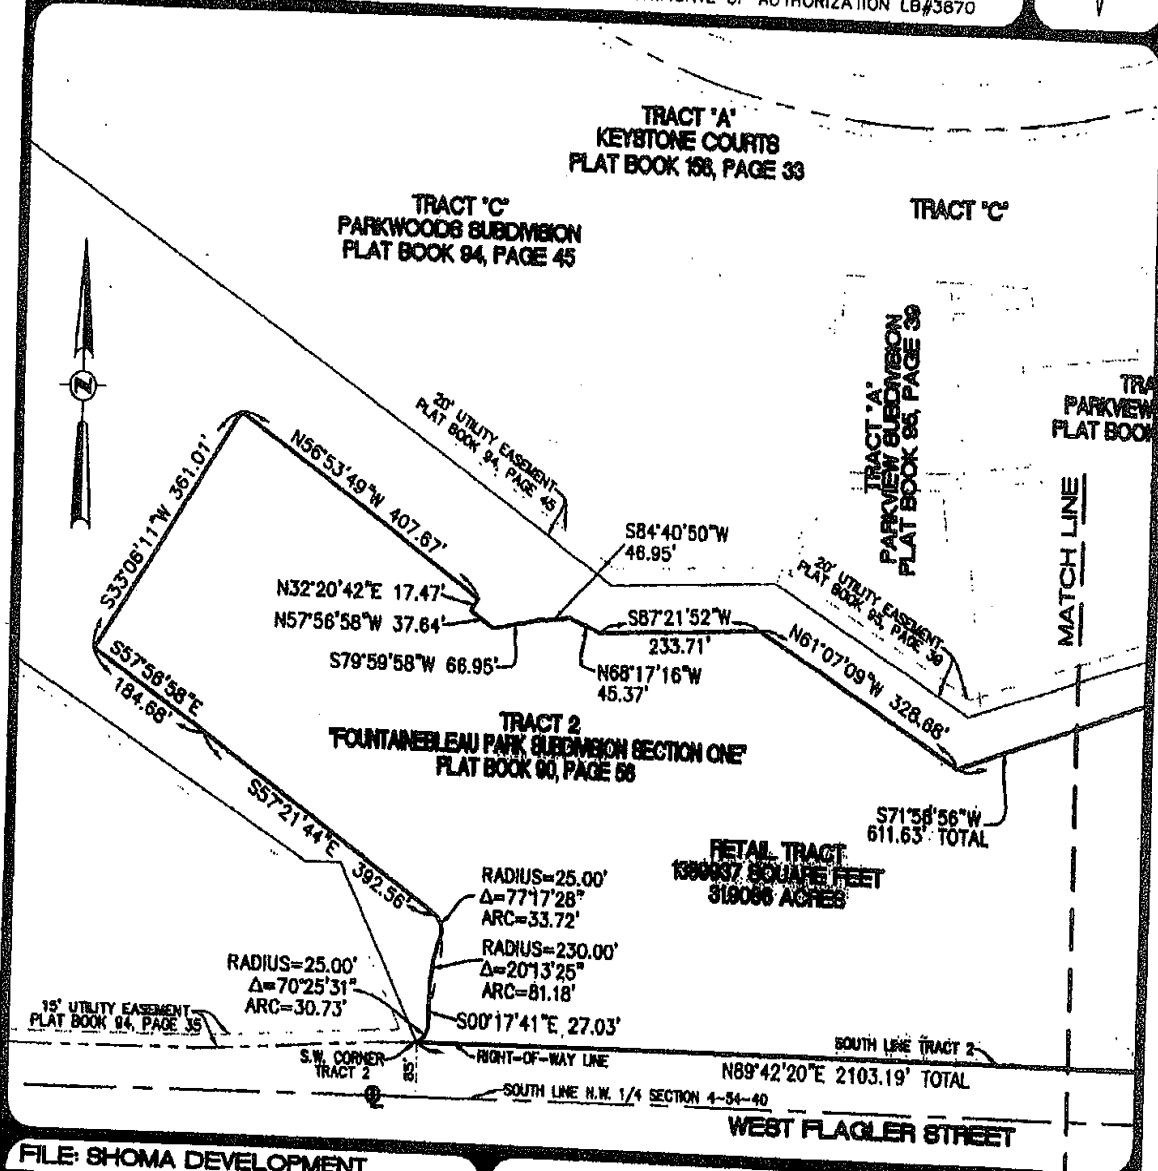 AUTHORIZATION LB#3870
TRACT "A"
KEYSTONE COURTS
PLAT BOOK 156, PAGE 33
TRACT "C"
PARKWOODS SUBDIVISION
PLAT BOOK 94, PAGE 45
TRACT "C"
TRACT "A"
PARKVIEW SUBDIVISION
PLAT BOOK 95, PAGE 39
TRA
PARKVIEW
PLAT BOOK
MATCH LINE
N
20' UTILITY EASEMENT
PLAT BOOK 94, PAGE 45
N56°53'49"W 407.67'
S33°06'11"W 361.01'
S84°40'50"W
46.95'
N32°20'42"E 17.47'
N57°56'58"W 37.64'
S79°59'58"W 66.95'
S87°21'52"W
233.71'
N68°17'16"W
45.37'
20' UTILITY EASEMENT
PLAT BOOK 95, PAGE 39
N61°07'09"W 328.68'
S57°56'58"E
184.68'
TRACT 2
"FOUNTAINEBLEAU PARK SUBDIVISION SECTION ONE"
PLAT BOOK 90, PAGE 56
S71°58'56"W
611.63' TOTAL
S57°21'44"E 392.56'
RETAIL TRACT
1389937 SQUARE FEET
31.9086 ACRES
RADIUS=25.00'
Δ=77°17'28"
ARC=33.72'
RADIUS=230.00'
Δ=20°13'25"
ARC=81.18'
RADIUS=25.00'
Δ=70°25'31"
ARC=30.73'
S00°17'41"E, 27.03'
15' UTILITY EASEMENT
PLAT BOOK 94, PAGE 35
S.W. CORNER
TRACT 2
85'
RIGHT-OF-WAY LINE
SOUTH LINE TRACT 2
N89°42'20"E 2103.19' TOTAL
SOUTH LINE N.W. 1/4 SECTION 4-54-40
WEST FLAGLER STREET
FILE: SHOMA DEVELOPMENT